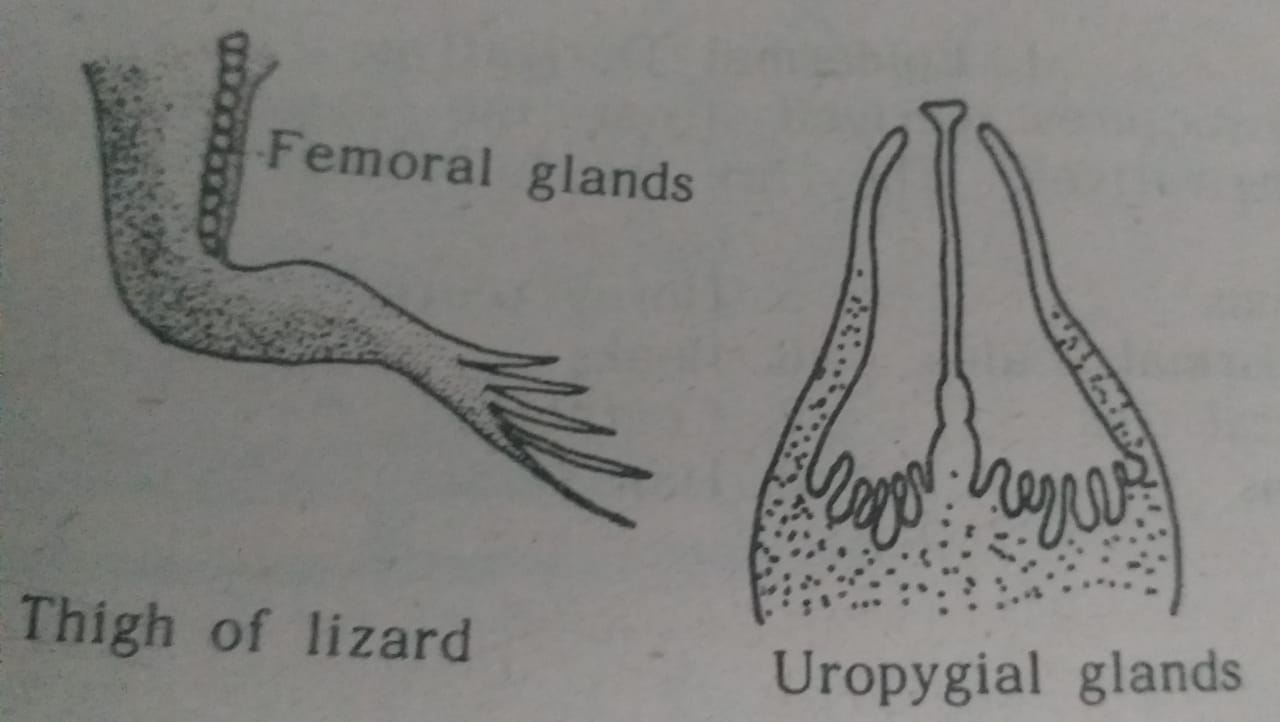 Femoral glands
Thigh of lizard
Uropygial glands